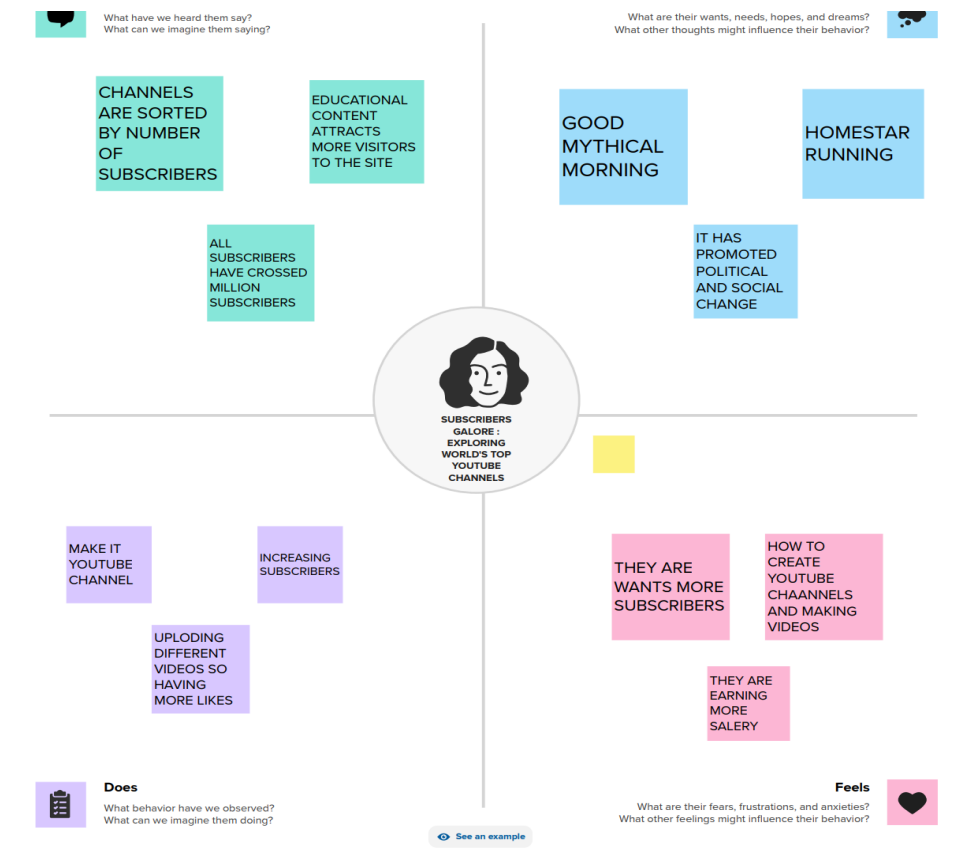 What have we heard them say?
What can we imagine them saying?
What are their wants, needs, hopes, and dreams?
What other thoughts might influence their behavior?
CHANNELS
ARE SORTED
BY NUMBER
OF
SUBSCRIBERS
EDUCATIONAL
CONTENT
ATTRACTS
MORE VISITORS
TO THE SITE
ALL
SUBSCRIBERS
HAVE CROSSED
MILLION
SUBSCRIBERS
GOOD
MYTHICAL
MORNING
HOMESTAR
RUNNING
IT HAS
PROMOTED
POLITICAL
AND SOCIAL
CHANGE
SUBSCRIBERS
GALORE :
EXPLORING
WORLD'S TOP
YOUTUBE
CHANNELS
MAKE IT
YOUTUBE
CHANNEL
INCREASING
SUBSCRIBERS
UPLODING
DIFFERENT
VIDEOS SO
HAVING
MORE LIKES
THEY ARE
WANTS MORE
SUBSCRIBERS
HOW TO
CREATE
YOUTUBE
CHAANNELS
AND MAKING
VIDEOS
THEY ARE
EARNING
MORE
SALERY
Does
What behavior have we observed?
What can we imagine them doing?
See an example
Feels
What are their fears, frustrations, and anxieties?
What other feelings might influence their behavior?